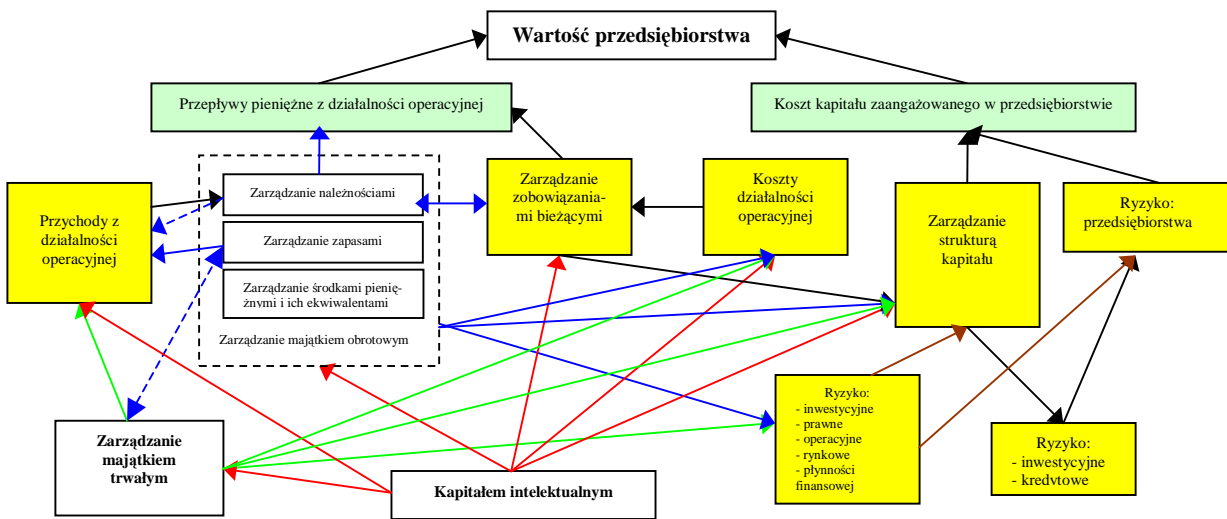 Wartość przedsiębiorstwa
Przepływy pieniężne z działalności operacyjnej
Koszt kapitału zaangażowanego w przedsiębiorstwie
Przychody z
działalności
operacyjnej
Zarządzanie należnościami
Zarządzanie zapasami
Zarządzanie środkami pienię-
żnymi i ich ekwiwalentami
Zarządzanie majątkiem obrotowym
Zarządzanie
zobowiązania-
mi bieżącymi
Koszty
działalności
operacyjnej
Zarządzanie
strukturą
kapitału
Ryzyko:
przedsiębiorstwa
Zarządzanie
majątkiem
trwałym
Kapitałem intelektualnym
Ryzyko:
- inwestycyjne
- prawne
- operacyjne
- rynkowe
- płynności
finansowej
Ryzyko:
- inwestycyjne
- kredytowe